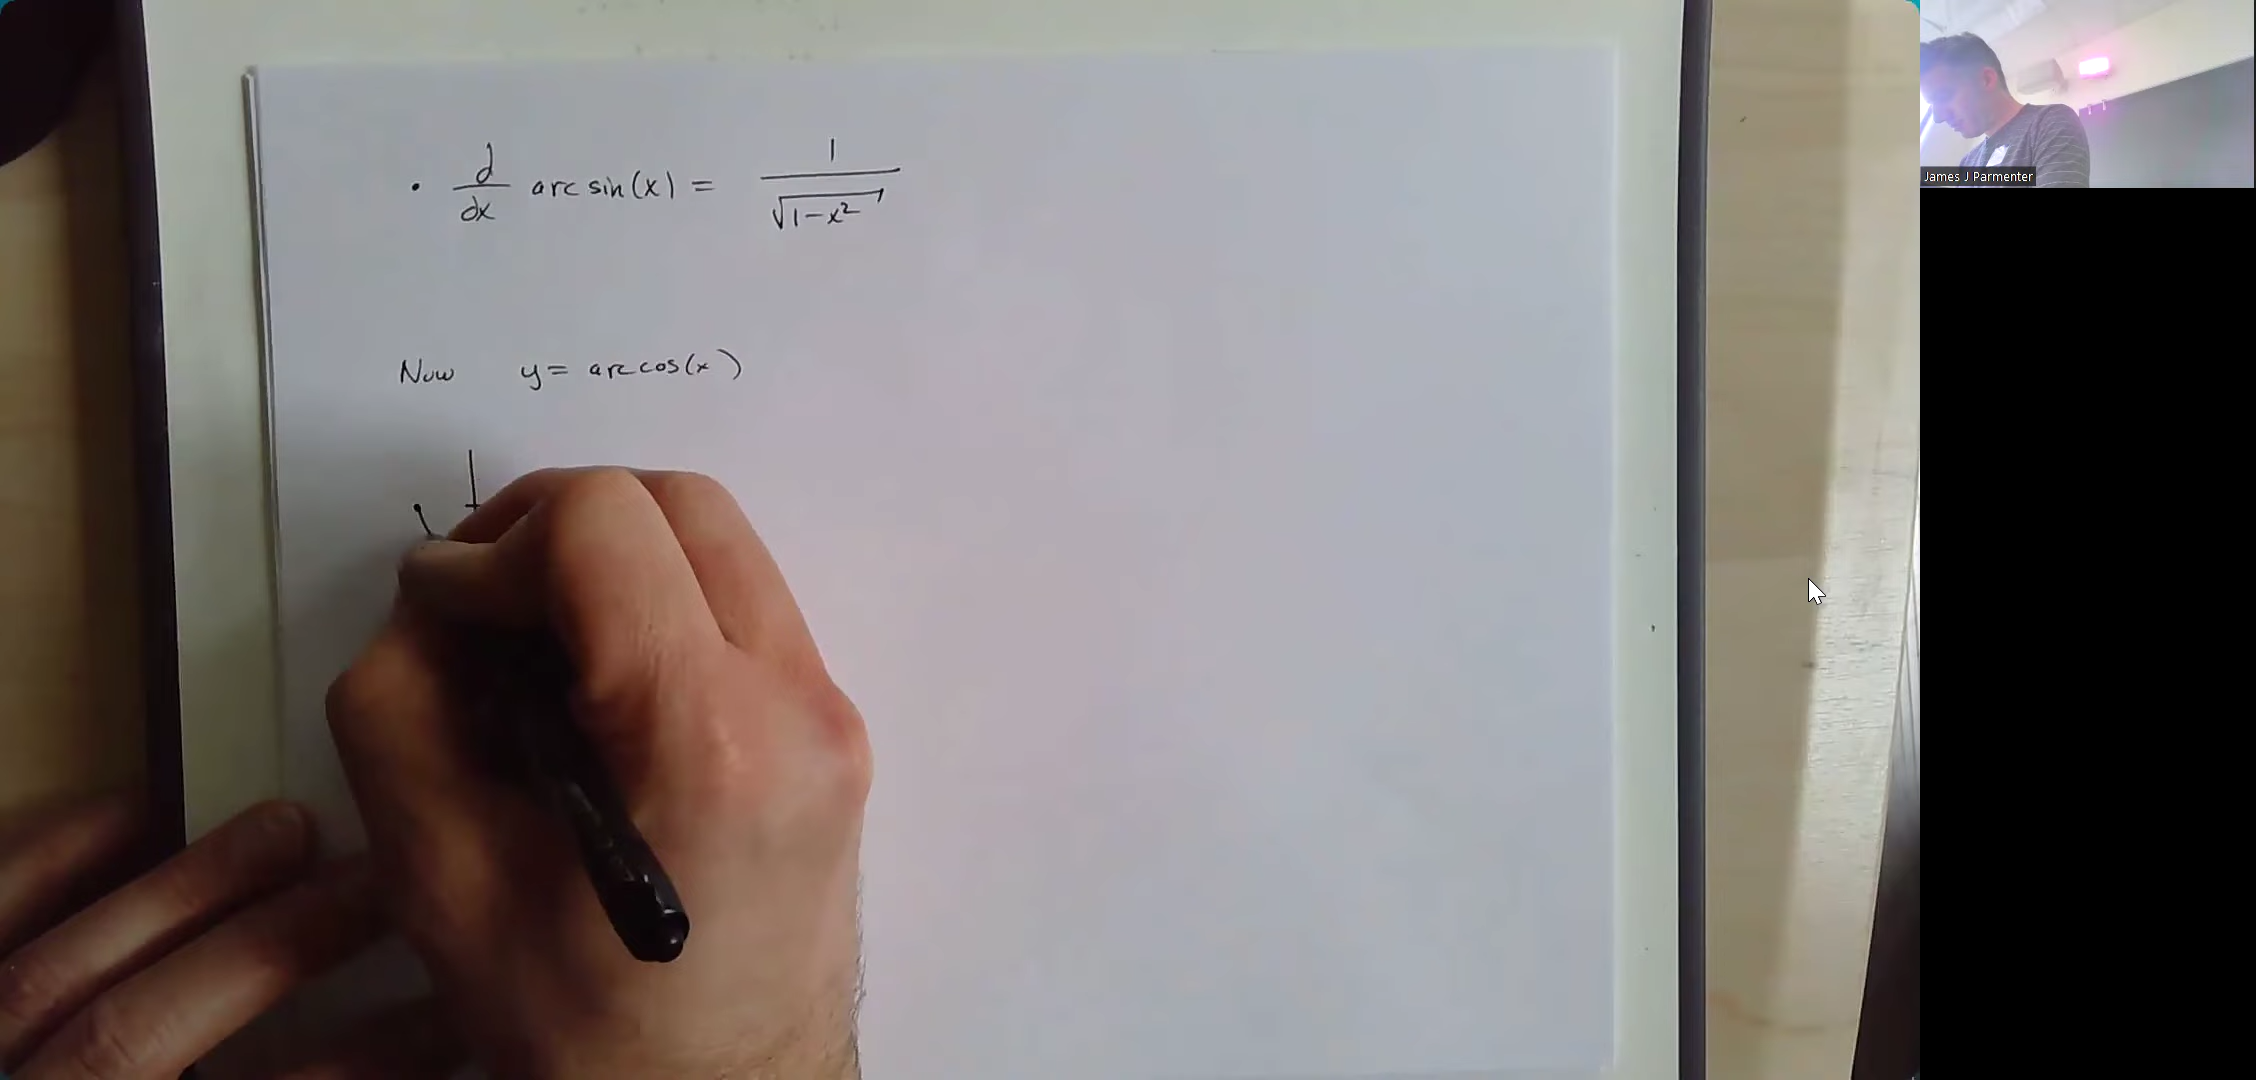 • d/dx arcsin(x) = 1/√(1-x²)
James J Parmenter
Now y = arccos(x)